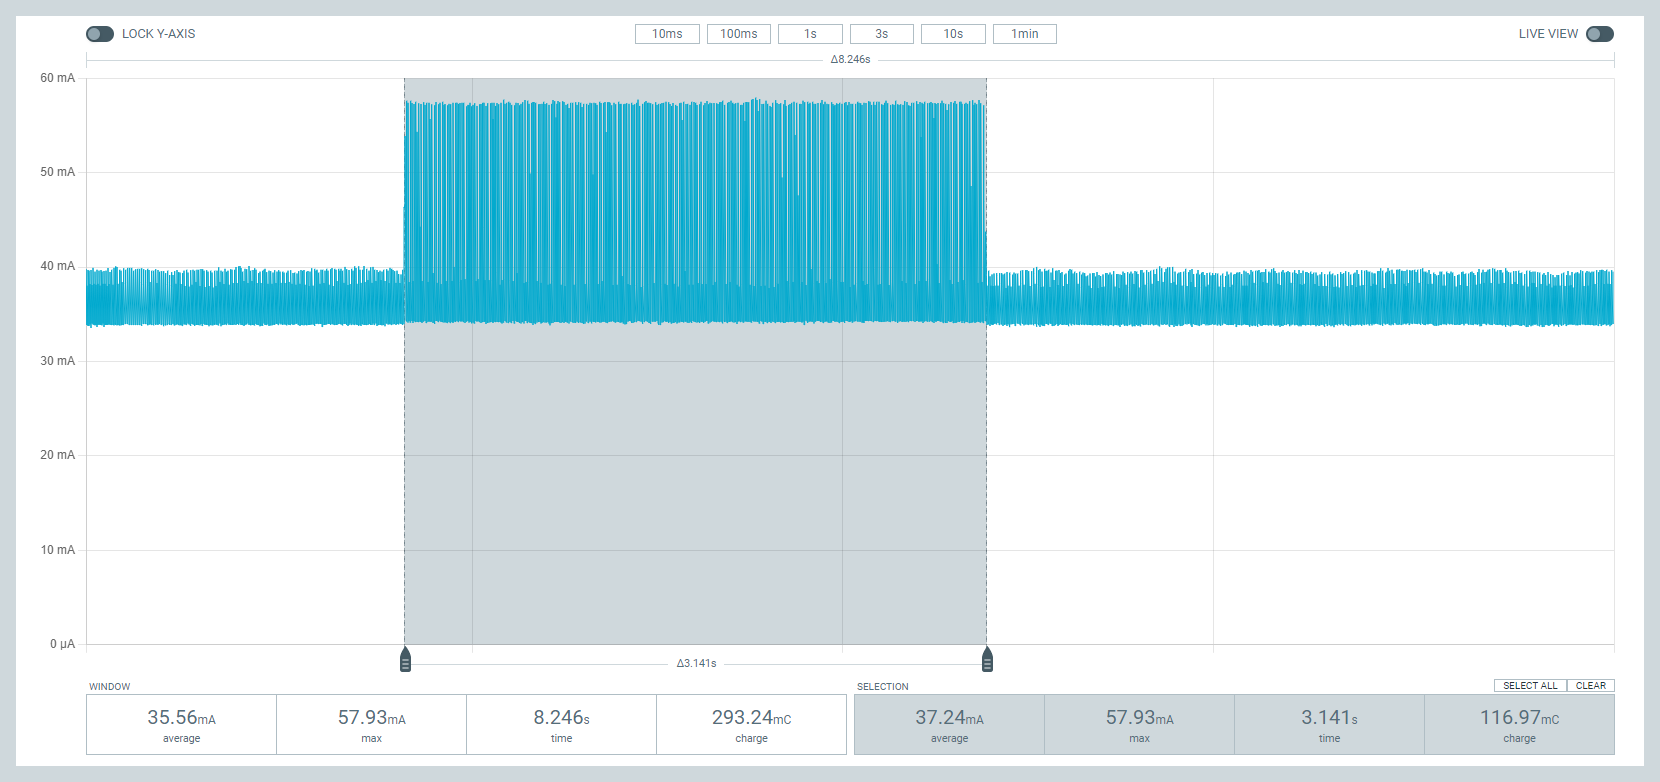 LOCK Y-AXIS
10ms 100ms 1s 3s 10s 1min
LIVE VIEW
Δ8.246s
60 mA
50 mA
40 mA
30 mA
20 mA
10 mA
0 μA
Δ3.141s
WINDOW
35.56mA 57.93mA 8.246s 293.24mC
average max time charge
SELECTION
SELECT ALL CLEAR
37.24mA 57.93mA 3.141s 116.97mC
average max time charge